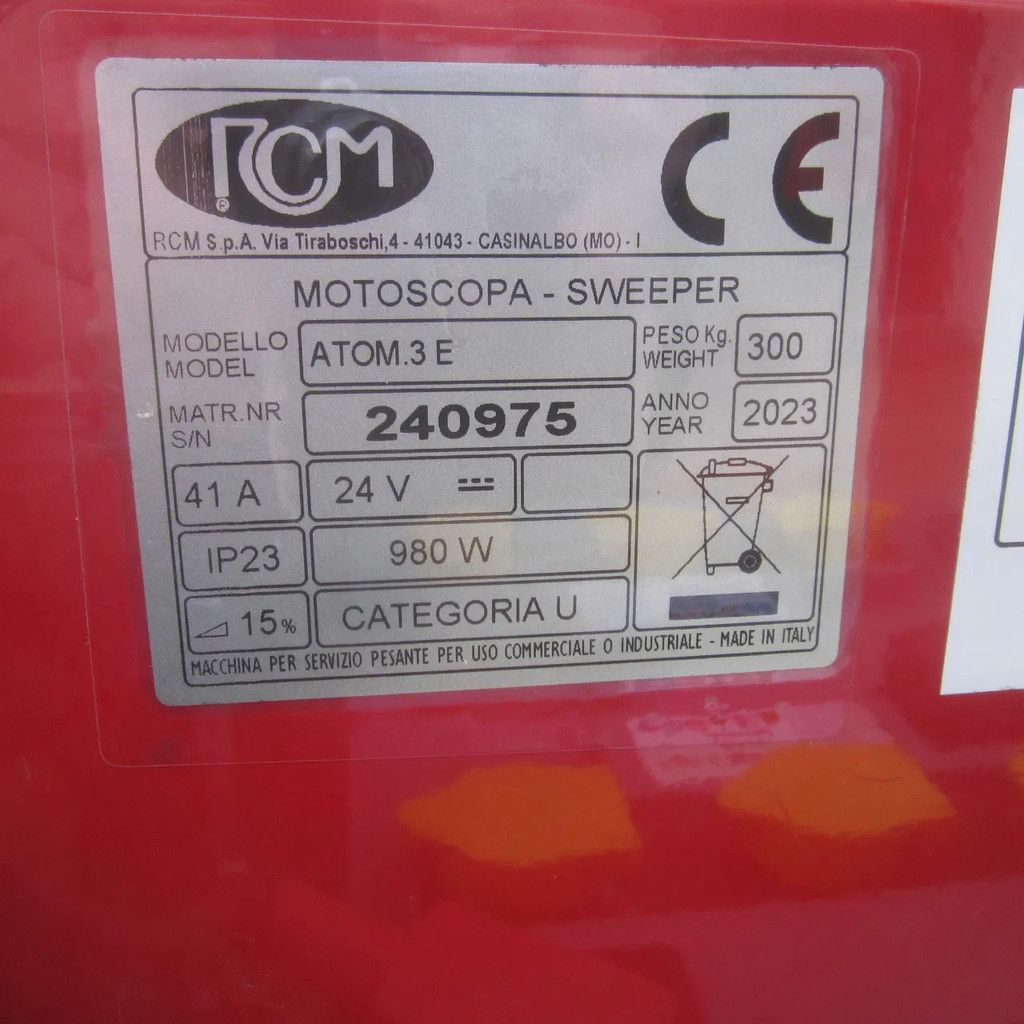 RCM
®
CE
RCM S.p.A. Via Tiraboschi,4 - 41043 - CASINALBO (MO) - I
MOTOSCOPA - SWEEPER
MODELLO
MODEL
ATOM.3 E
PESO Kg.
WEIGHT
300
MATR.NR
S/N
240975
ANNO
YEAR
2023
41 A
24 V
IP23
980 W
15%
CATEGORIA U
MACCHINA PER SERVIZIO PESANTE PER USO COMMERCIALE O INDUSTRIALE - MADE IN ITALY